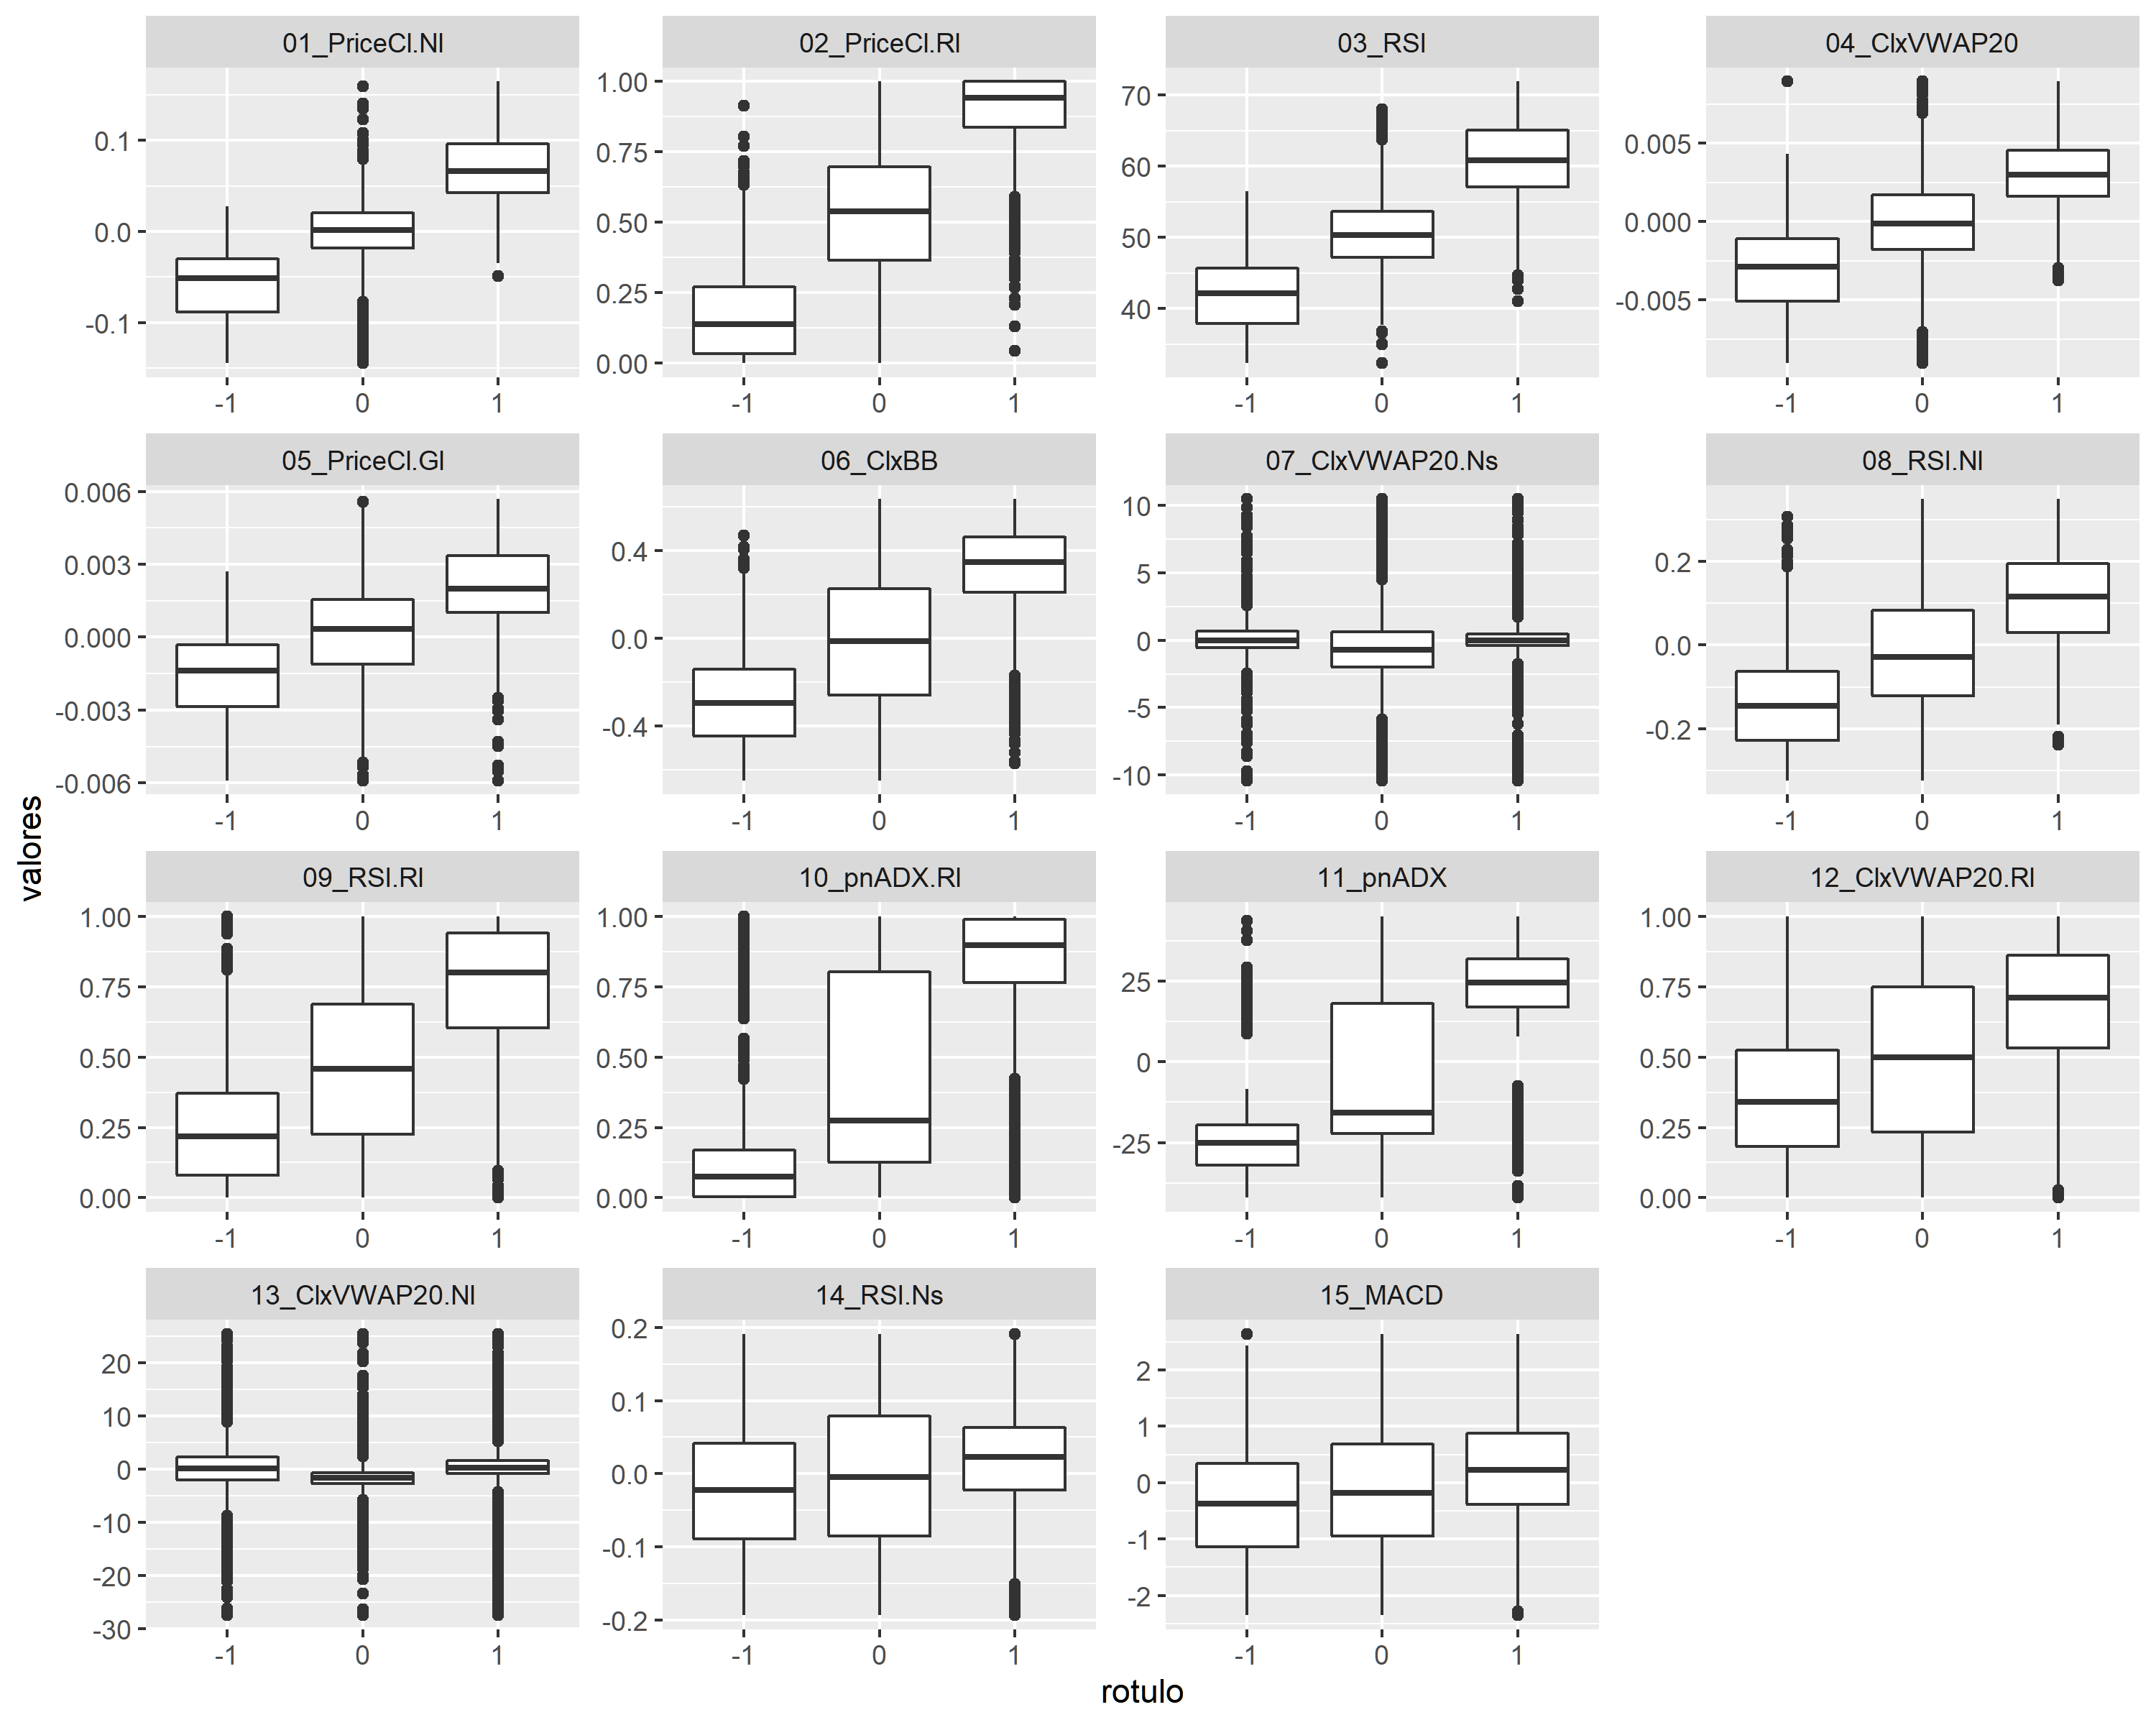 01_PriceCl.Nl
02_PriceCl.Rl
03_RSI
04_ClxVWAP20
0.1
0.0
-0.1
1.00
0.75
0.50
0.25
0.00
70
60
50
40
0.005
0.000
-0.005
-1 0 1
-1 0 1
-1 0 1
-1 0 1
05_PriceCl.Gl
06_ClxBB
07_ClxVWAP20.Ns
08_RSI.Nl
0.006
0.003
0.000
-0.003
-0.006
0.4
0.0
-0.4
10
5
0
-5
-10
0.2
0.0
-0.2
-1 0 1
-1 0 1
-1 0 1
-1 0 1
valores
09_RSI.Rl
10_pnADX.Rl
11_pnADX
12_ClxVWAP20.Rl
1.00
0.75
0.50
0.25
0.00
1.00
0.75
0.50
0.25
0.00
25
0
-25
1.00
0.75
0.50
0.25
0.00
-1 0 1
-1 0 1
-1 0 1
-1 0 1
13_ClxVWAP20.Nl
14_RSI.Ns
15_MACD
20
10
0
-10
-20
-30
0.2
0.1
0.0
-0.1
-0.2
2
1
0
-1
-2
-1 0 1
-1 0 1
-1 0 1
rotulo